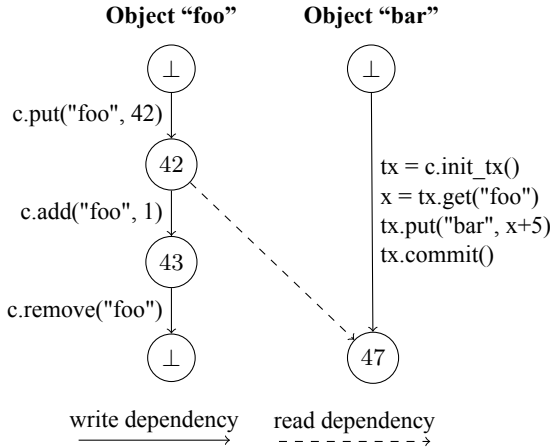 Object “foo”
Object “bar”
⊥
⊥
c.put("foo", 42)
42
c.add("foo", 1)
43
c.remove("foo")
⊥
tx = c.init_tx()
x = tx.get("foo")
tx.put("bar", x+5)
tx.commit()
47
write dependency
read dependency